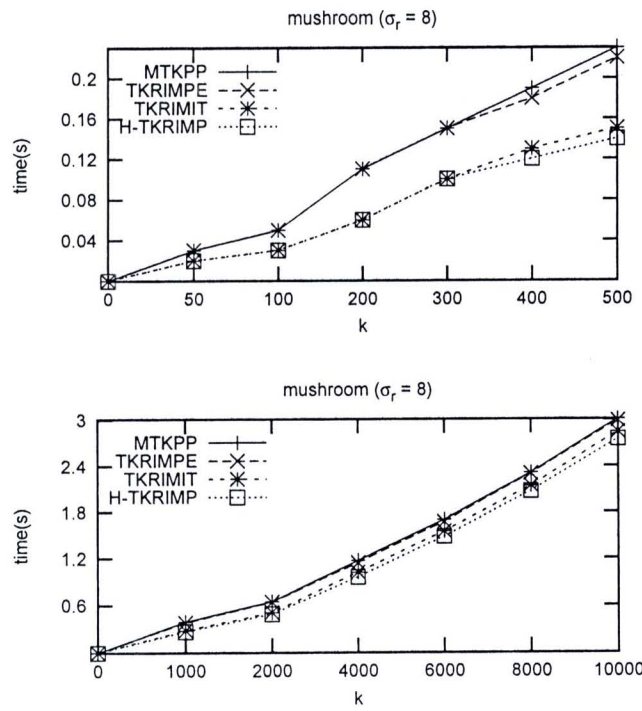 mushroom (σr = 8)
MTKPP
TKRIMPE
TKRIMIT
H-TKRIMP
time(s)
0.2
0.16
0.12
0.08
0.04
0 50 100 200 300 400 500
k
mushroom (σr = 8)
MTKPP
TKRIMPE
TKRIMIT
H-TKRIMP
time(s)
3
2.4
1.8
1.2
0.6
0 1000 2000 4000 6000 8000 10000
k